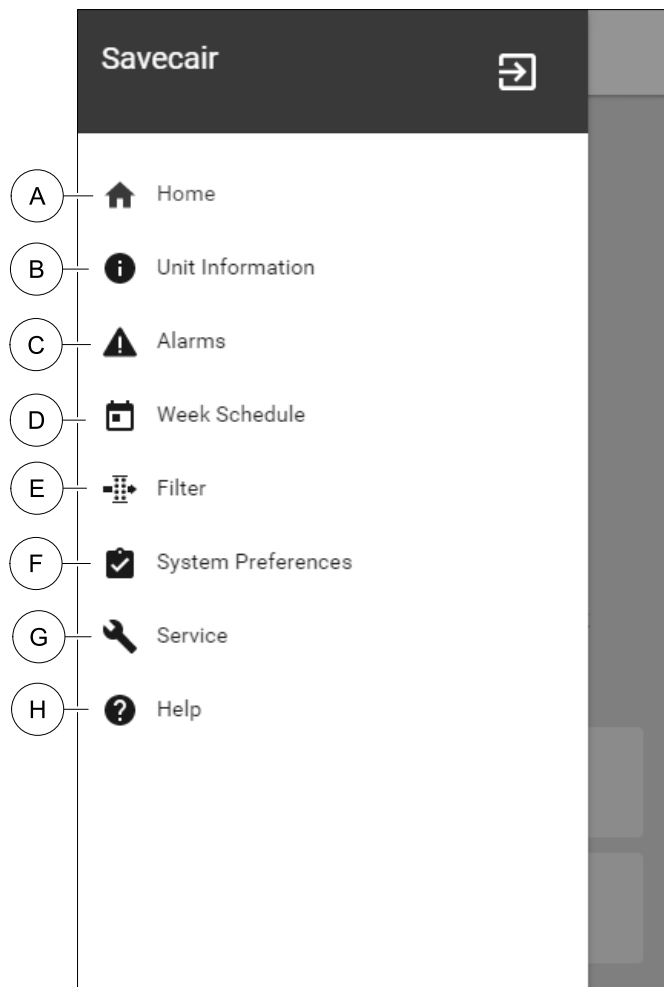 Savecair
A Home
B Unit Information
C Alarms
D Week Schedule
E Filter
F System Preferences
G Service
H Help